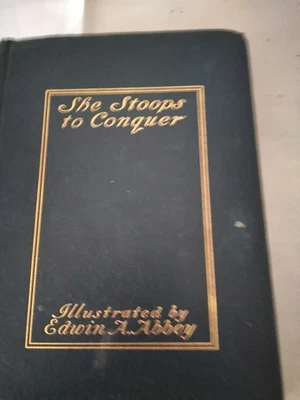 She Stoops
to Conquer
Illustrated by
Edwin A. Abbey